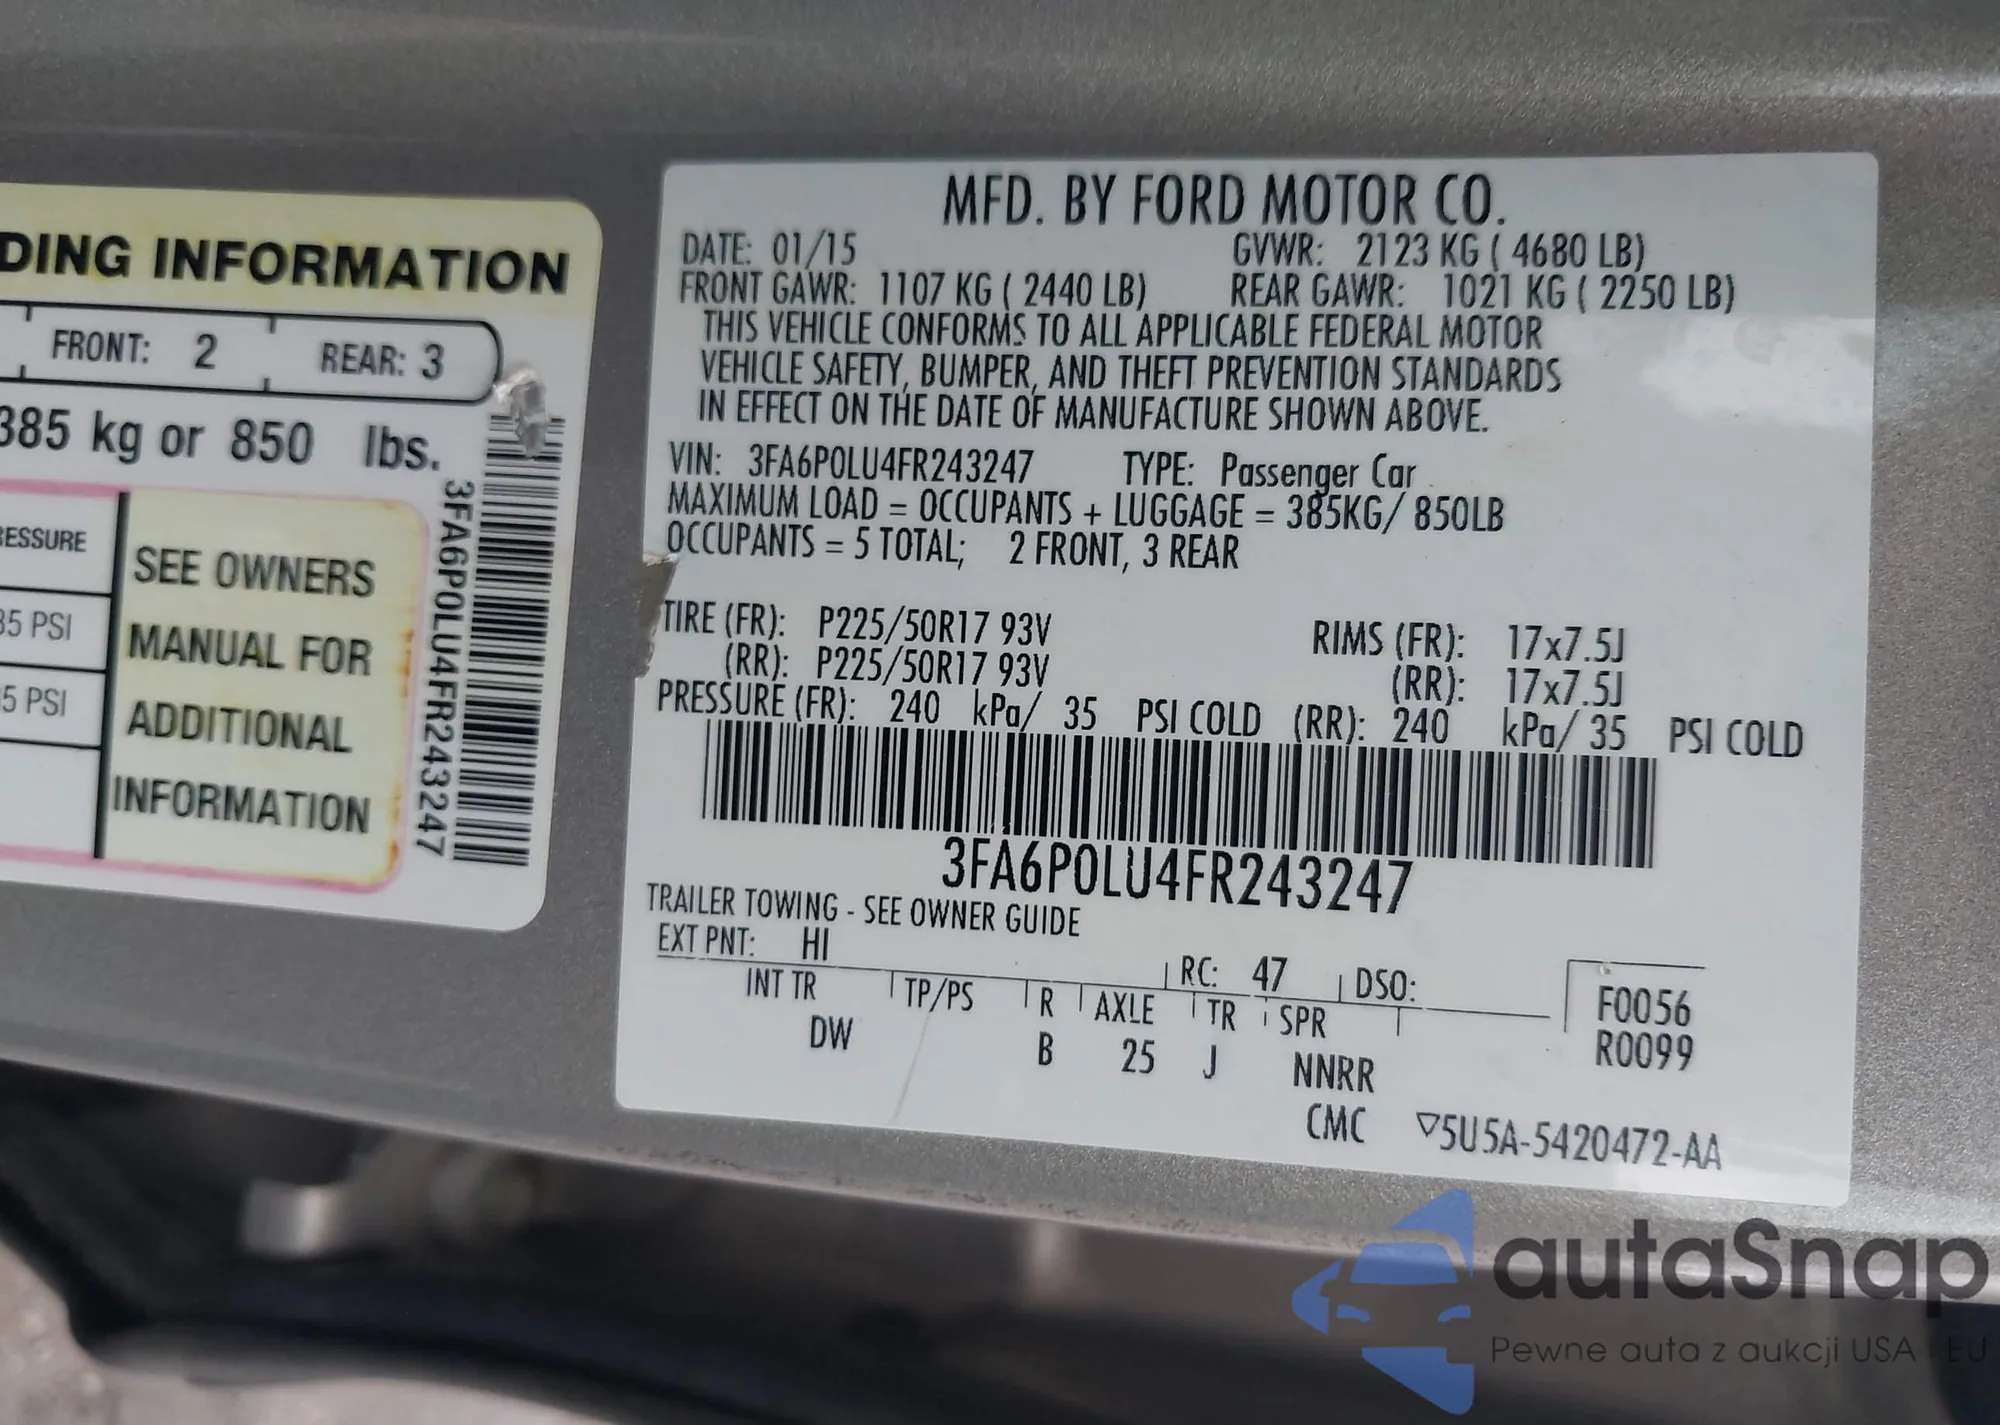 DING INFORMATION
FRONT: 2 REAR: 3
385 kg or 850 lbs.
RESSURE
35 PSI
5 PSI
SEE OWNERS
MANUAL FOR
ADDITIONAL
INFORMATION
3FA6P0LU4FR243247
MFD. BY FORD MOTOR CO.
DATE: 01/15 GVWR: 2123 KG ( 4680 LB)
FRONT GAWR: 1107 KG ( 2440 LB) REAR GAWR: 1021 KG ( 2250 LB)
THIS VEHICLE CONFORMS TO ALL APPLICABLE FEDERAL MOTOR
VEHICLE SAFETY, BUMPER, AND THEFT PREVENTION STANDARDS
IN EFFECT ON THE DATE OF MANUFACTURE SHOWN ABOVE.
VIN: 3FA6P0LU4FR243247 TYPE: Passenger Car
MAXIMUM LOAD = OCCUPANTS + LUGGAGE = 385KG/ 850LB
OCCUPANTS = 5 TOTAL; 2 FRONT, 3 REAR
TIRE (FR): P225/50R17 93V RIMS (FR): 17x7.5J
(RR): P225/50R17 93V (RR): 17x7.5J
PRESSURE (FR): 240 kPa/ 35 PSI COLD (RR): 240 kPa/ 35 PSI COLD
3FA6P0LU4FR243247
TRAILER TOWING - SEE OWNER GUIDE
EXT PNT: HI RC: 47 DSO:
INT TR TP/PS R AXLE TR SPR F0056
DW B 25 J NNRR R0099
CMC ▽5U5A-5420472-AA
autaSnap
Pewne auta z aukcji USA EU